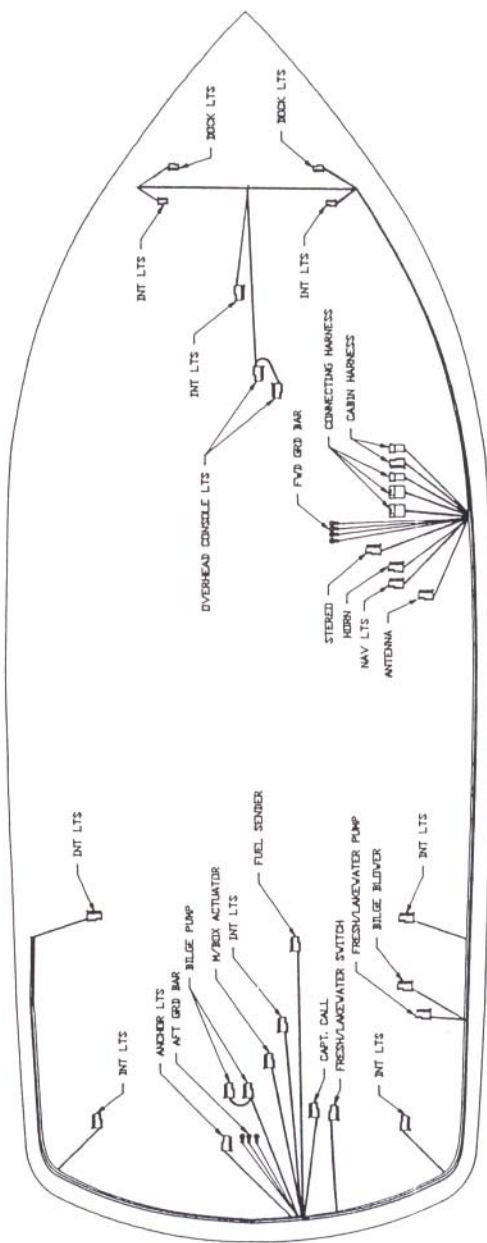 DOCK LTS
DOCK LTS
INT LTS
INT LTS
INT LTS
OVERHEAD CONSOLE LTS
CONNECTING HARNESS
CABIN HARNESS
FWD GRD BAR
STEREO
HORN
NAV LTS
ANTENNA
INT LTS
INT LTS
ANCHOR LTS
AFT GRD BAR
BILGE PUMP
M/BOX ACTUATOR
INT LTS
FUEL SENDER
CAPT. CALL
FRESH/LAKEWATER SWITCH
FRESH/LAKEWATER PUMP
BILGE BLOWER
INT LTS
INT LTS